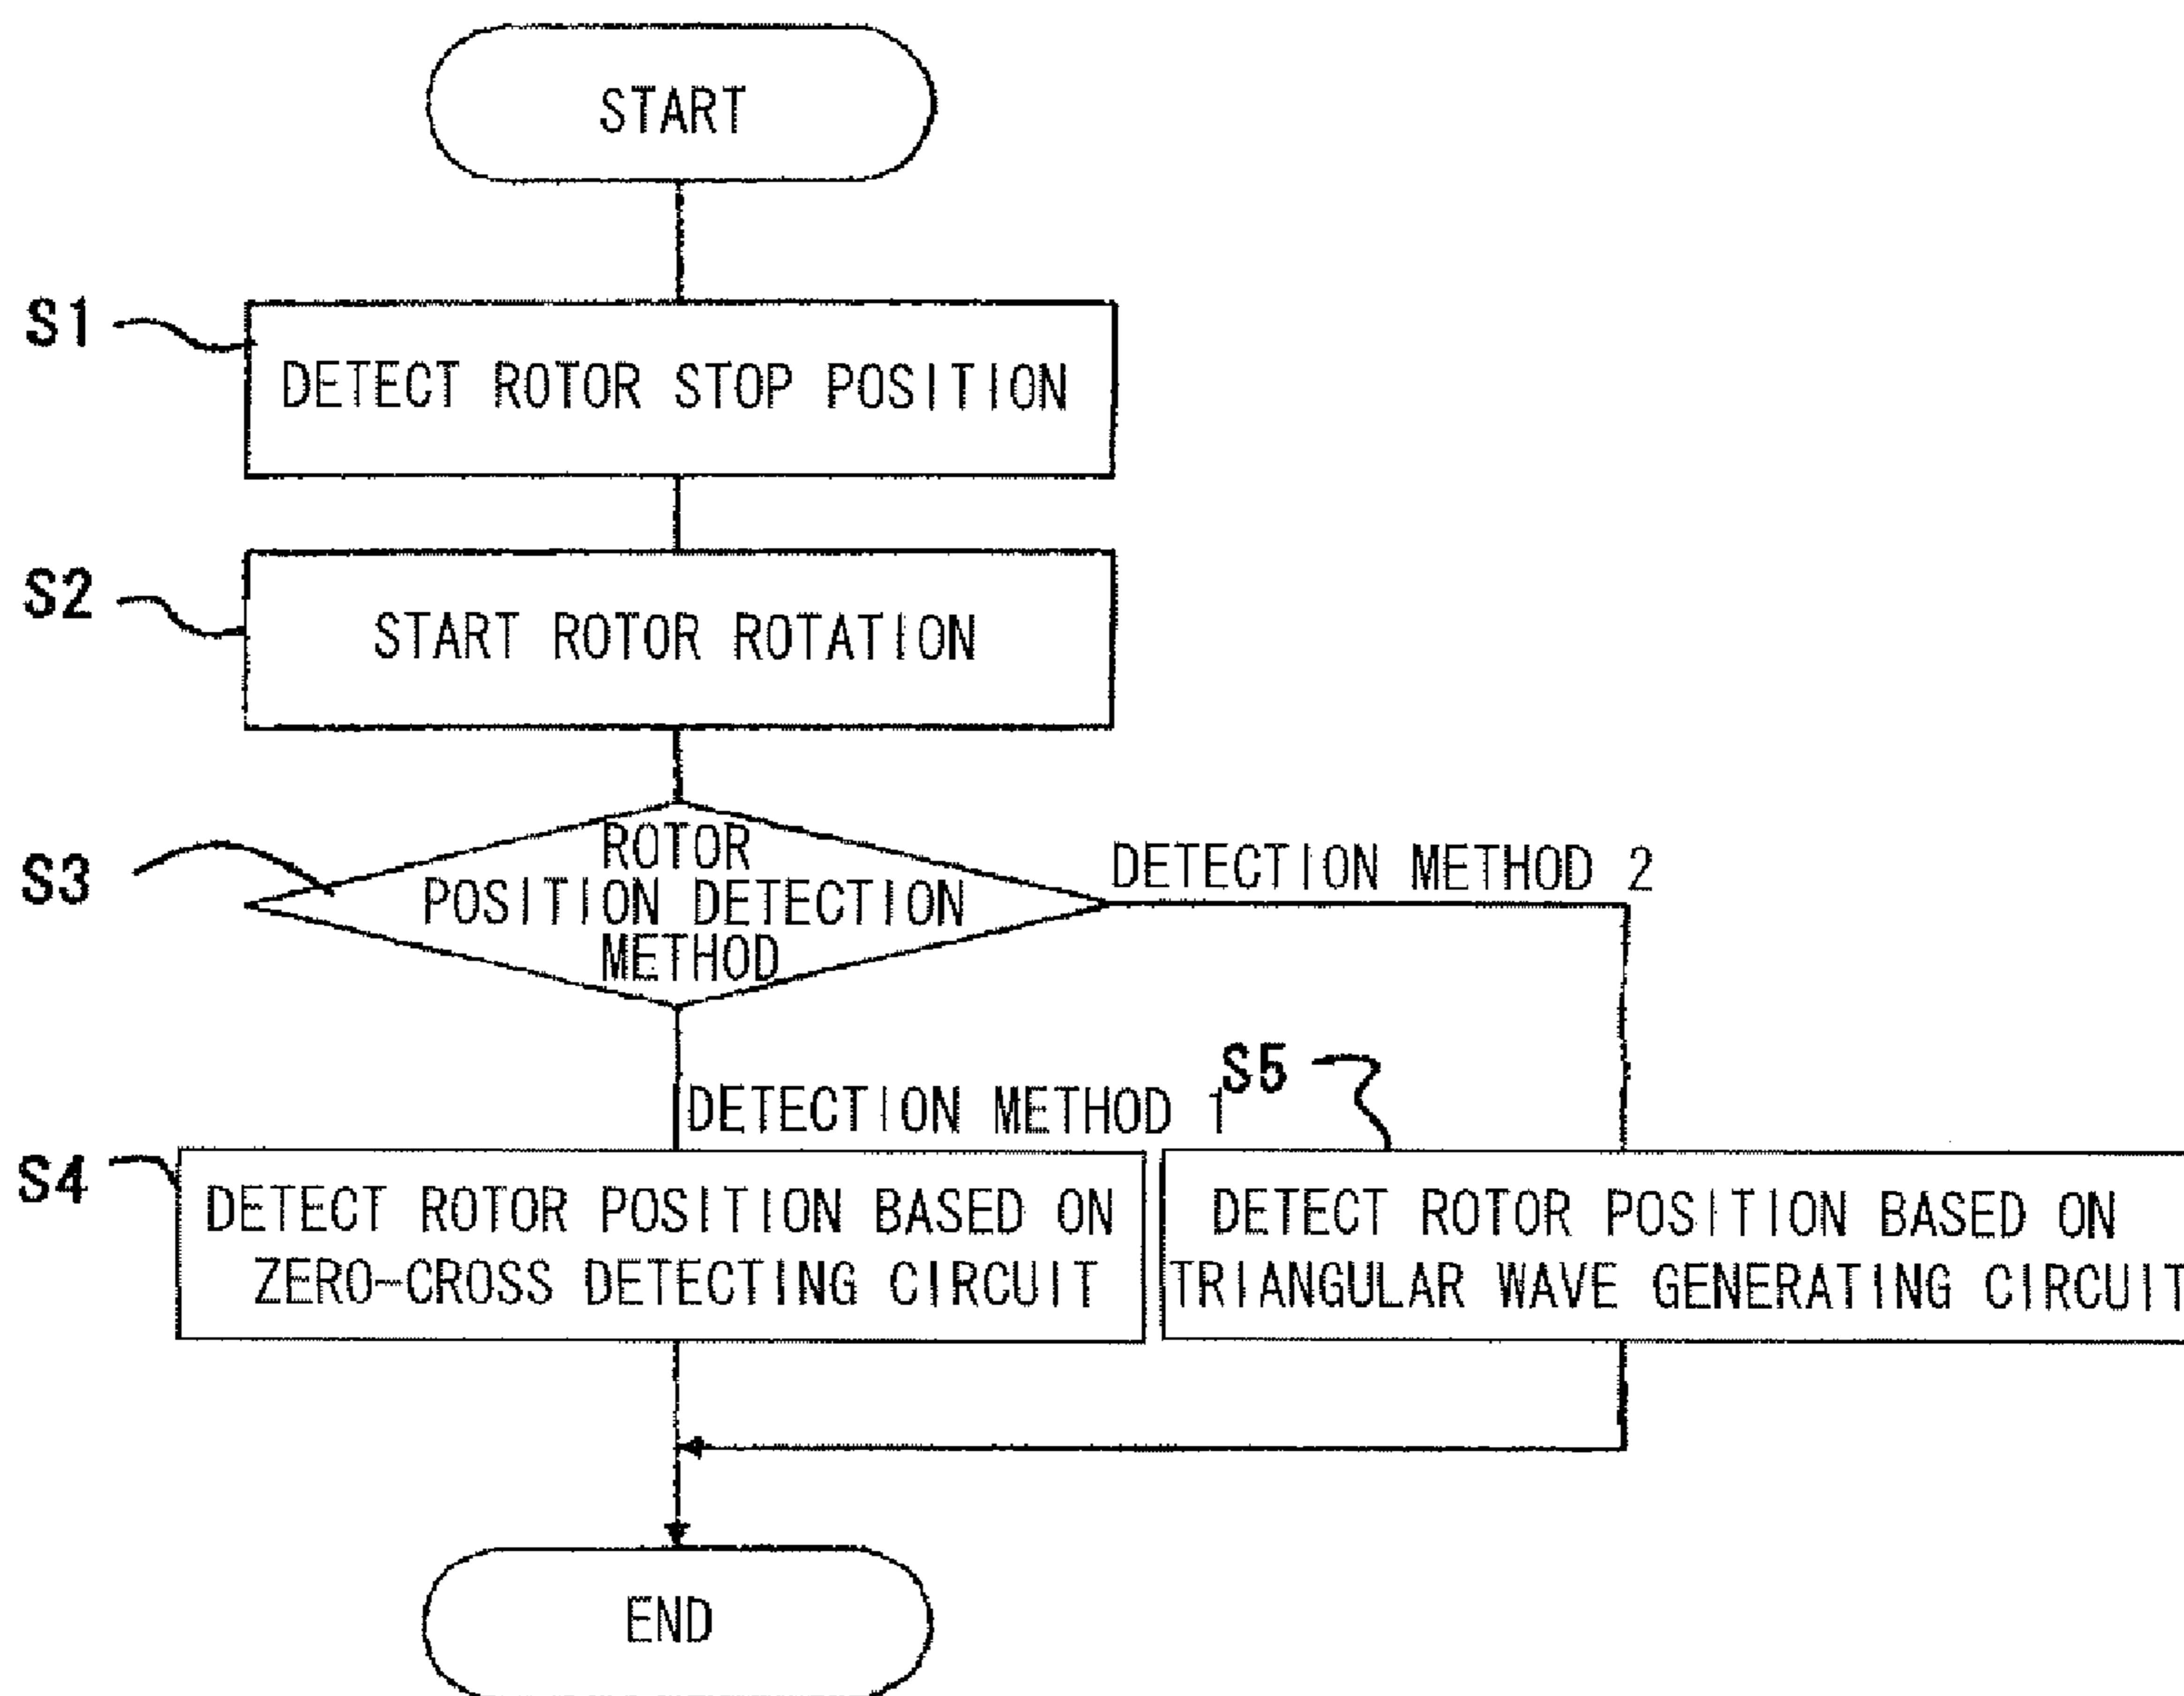 START
S1
DETECT ROTOR STOP POSITION
S2
START ROTOR ROTATION
S3
ROTOR
POSITION DETECTION
METHOD
DETECTION METHOD 2
DETECTION METHOD 1
S5
S4
DETECT ROTOR POSITION BASED ON
ZERO-CROSS DETECTING CIRCUIT
DETECT ROTOR POSITION BASED ON
TRIANGULAR WAVE GENERATING CIRCUIT
END